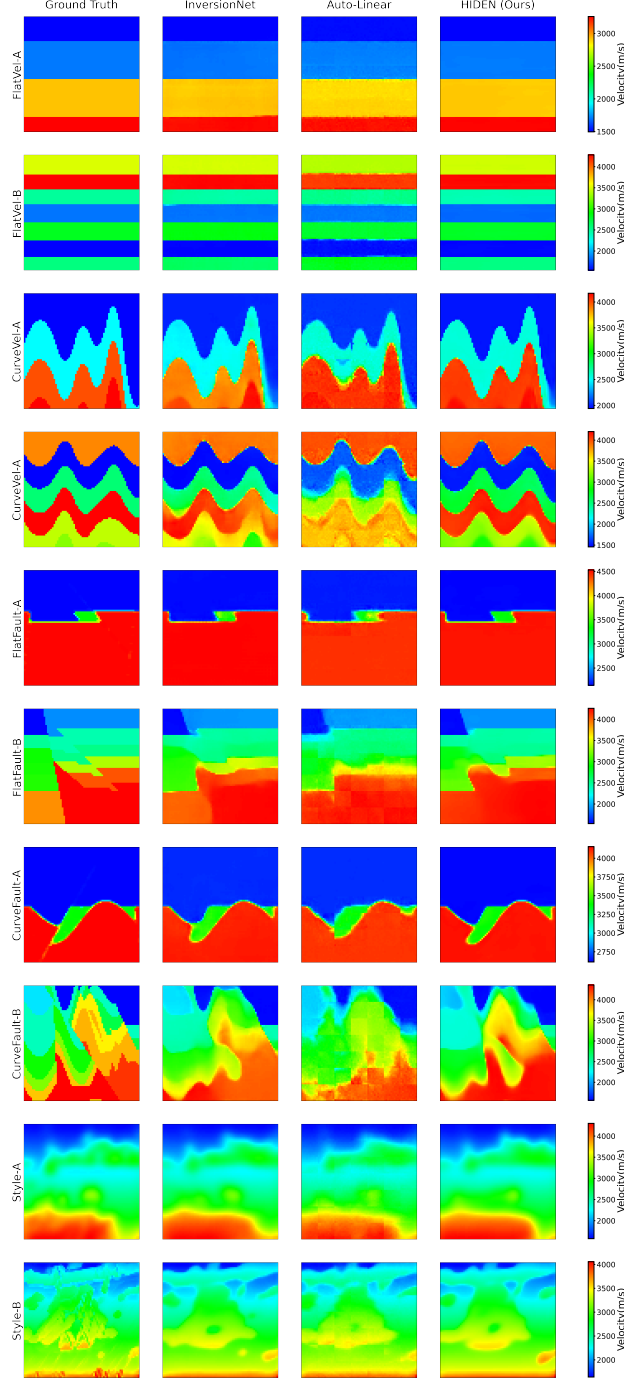 Ground Truth InversionNet Auto-Linear HIDEN (Ours)
FlatVel-A
3000
2500
2000
1500
Velocity(m/s)
FlatVel-B
4000
3500
3000
2500
2000
Velocity(m/s)
CurveVel-A
4000
3500
3000
2500
2000
Velocity(m/s)
CurveVel-A
4000
3500
3000
2500
2000
1500
Velocity(m/s)
FlatFault-A
4500
4000
3500
3000
2500
Velocity(m/s)
FlatFault-B
4000
3500
3000
2500
2000
Velocity(m/s)
CurveFault-A
4000
3750
3500
3250
3000
2750
Velocity(m/s)
CurveFault-B
4000
3500
3000
2500
2000
Velocity(m/s)
Style-A
4000
3500
3000
2500
2000
Velocity(m/s)
Style-B
4000
3500
3000
2500
2000
Velocity(m/s)